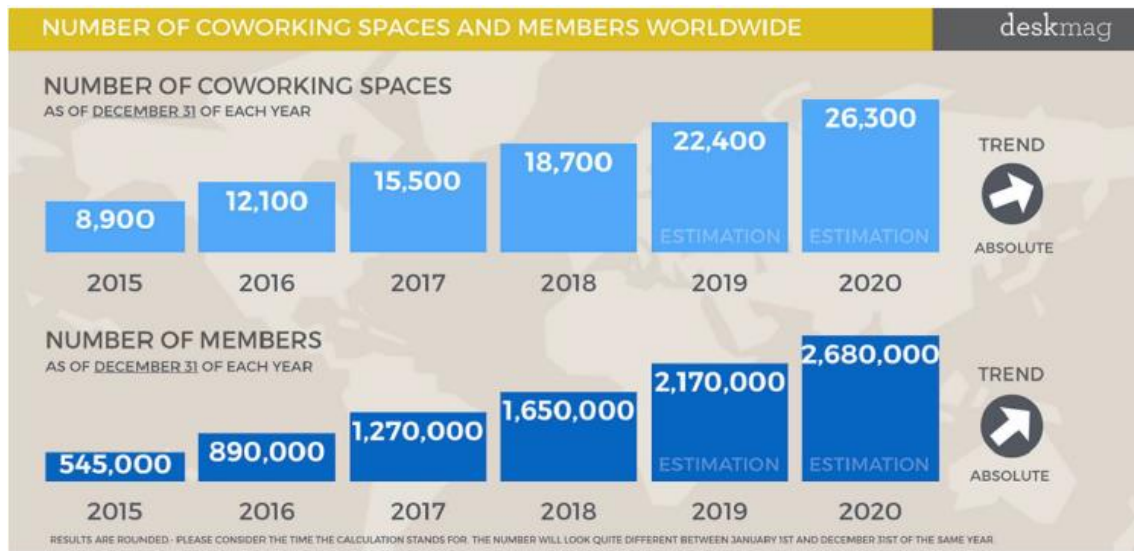 NUMBER OF COWORKING SPACES AND MEMBERS WORLDWIDE
deskmag
NUMBER OF COWORKING SPACES
AS OF DECEMBER 31 OF EACH YEAR
8,900
12,100
15,500
18,700
22,400
26,300
ESTIMATION
ESTIMATION
2015
2016
2017
2018
2019
2020
TREND
ABSOLUTE
NUMBER OF MEMBERS
AS OF DECEMBER 31 OF EACH YEAR
545,000
890,000
1,270,000
1,650,000
2,170,000
2,680,000
ESTIMATION
ESTIMATION
2015
2016
2017
2018
2019
2020
TREND
ABSOLUTE
RESULTS ARE ROUNDED - PLEASE CONSIDER THE TIME THE CALCULATION STANDS FOR. THE NUMBER WILL LOOK QUITE DIFFERENT BETWEEN JANUARY 1ST AND DECEMBER 31ST OF THE SAME YEAR.